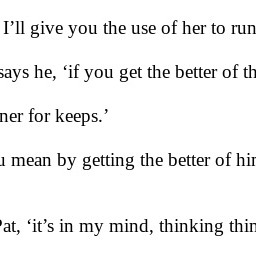 I’ll give you the use of her to run
says he, ‘if you get the better of th
ner for keeps.’
u mean by getting the better of hi
Pat, ‘it’s in my mind, thinking thin